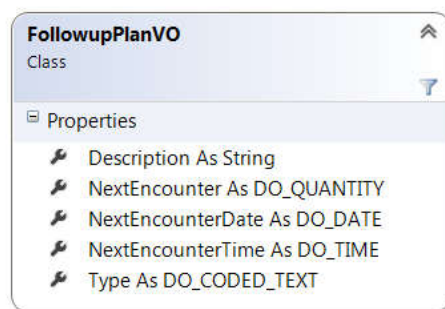 FollowupPlanVO
Class
Properties
Description As String
NextEncounter As DO_QUANTITY
NextEncounterDate As DO_DATE
NextEncounterTime As DO_TIME
Type As DO_CODED_TEXT